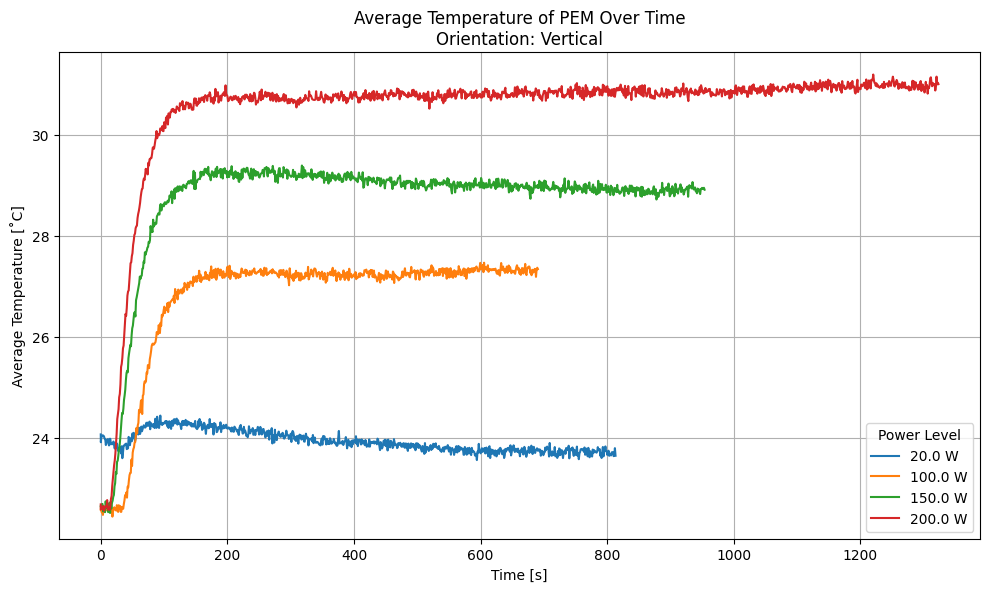 Average Temperature of PEM Over Time
Orientation: Vertical
Average Temperature [˚C]
30
28
26
24
0
200
400
600
800
1000
1200
Time [s]
Power Level
20.0 W
100.0 W
150.0 W
200.0 W